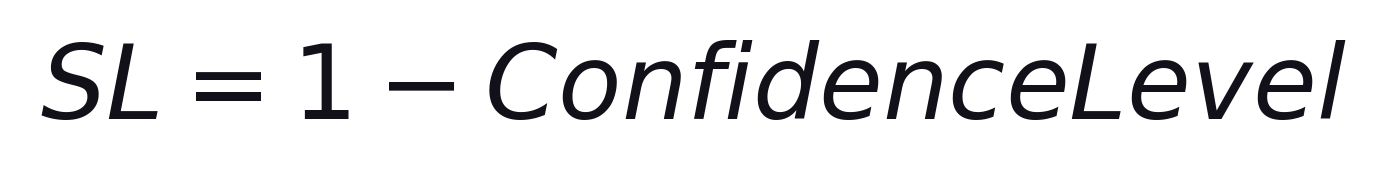 SL = 1 − ConfidenceLevel